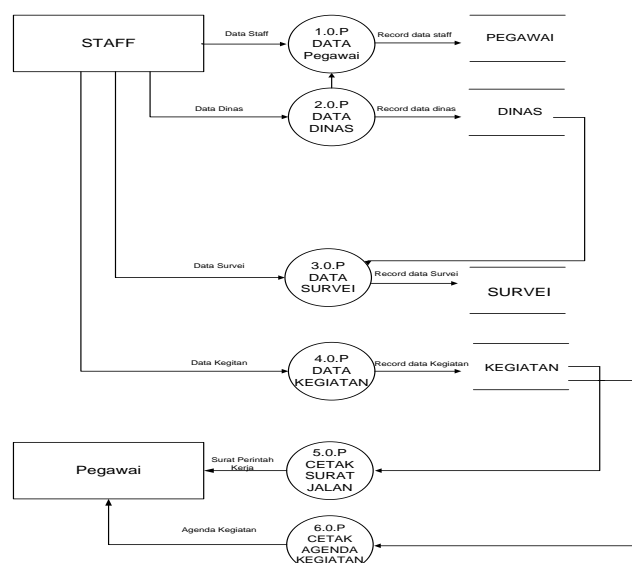 STAFF
Data Staff
1.0.P
DATA
Pegawai
Record data staff
PEGAWAI
Data Dinas
2.0.P
DATA
DINAS
Record data dinas
DINAS
Data Survei
3.0.P
DATA
SURVEI
Record data Survei
SURVEI
Data Kegitan
4.0.P
DATA
KEGIATAN
Record data Kegiatan
KEGIATAN
Pegawai
Surat Perintah
Kerja
5.0.P
CETAK
SURAT
JALAN
Agenda Kegiatan
6.0.P
CETAK
AGENDA
KEGIATAN